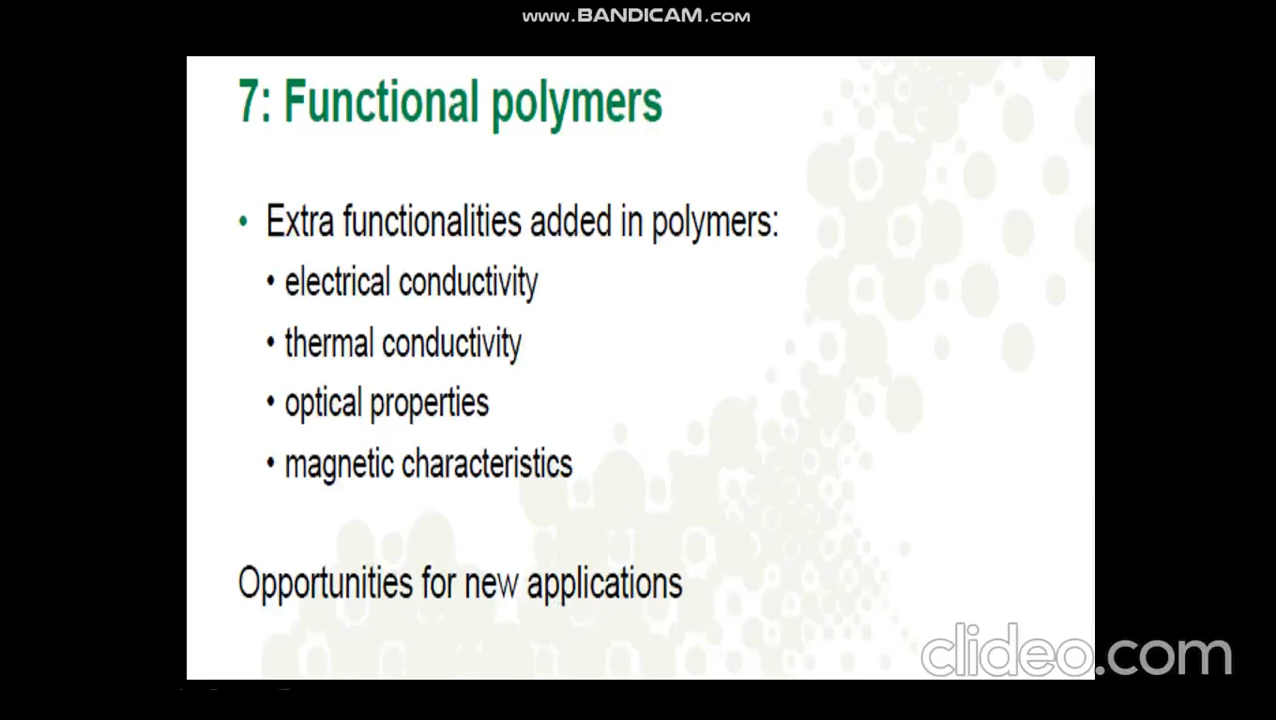 www.BANDICAM.com
7: Functional polymers
• Extra functionalities added in polymers:
• electrical conductivity
• thermal conductivity
• optical properties
• magnetic characteristics
Opportunities for new applications
clideo.com